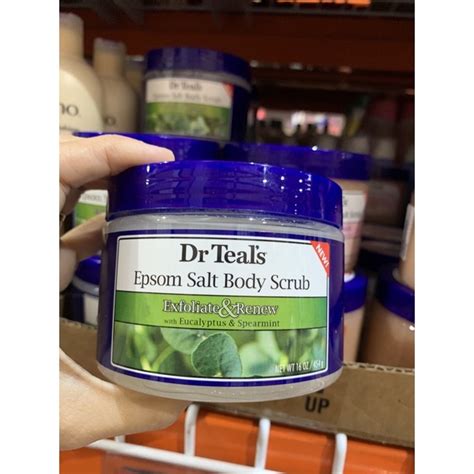 Dr Teal's
Epsom Salt Body Scrub
Dr Teal's
Epsom Salt Body Scrub
NEW!
Exfoliate&Renew
with Eucalyptus & Spearmint
NET WT 16 OZ / 454 g
UP